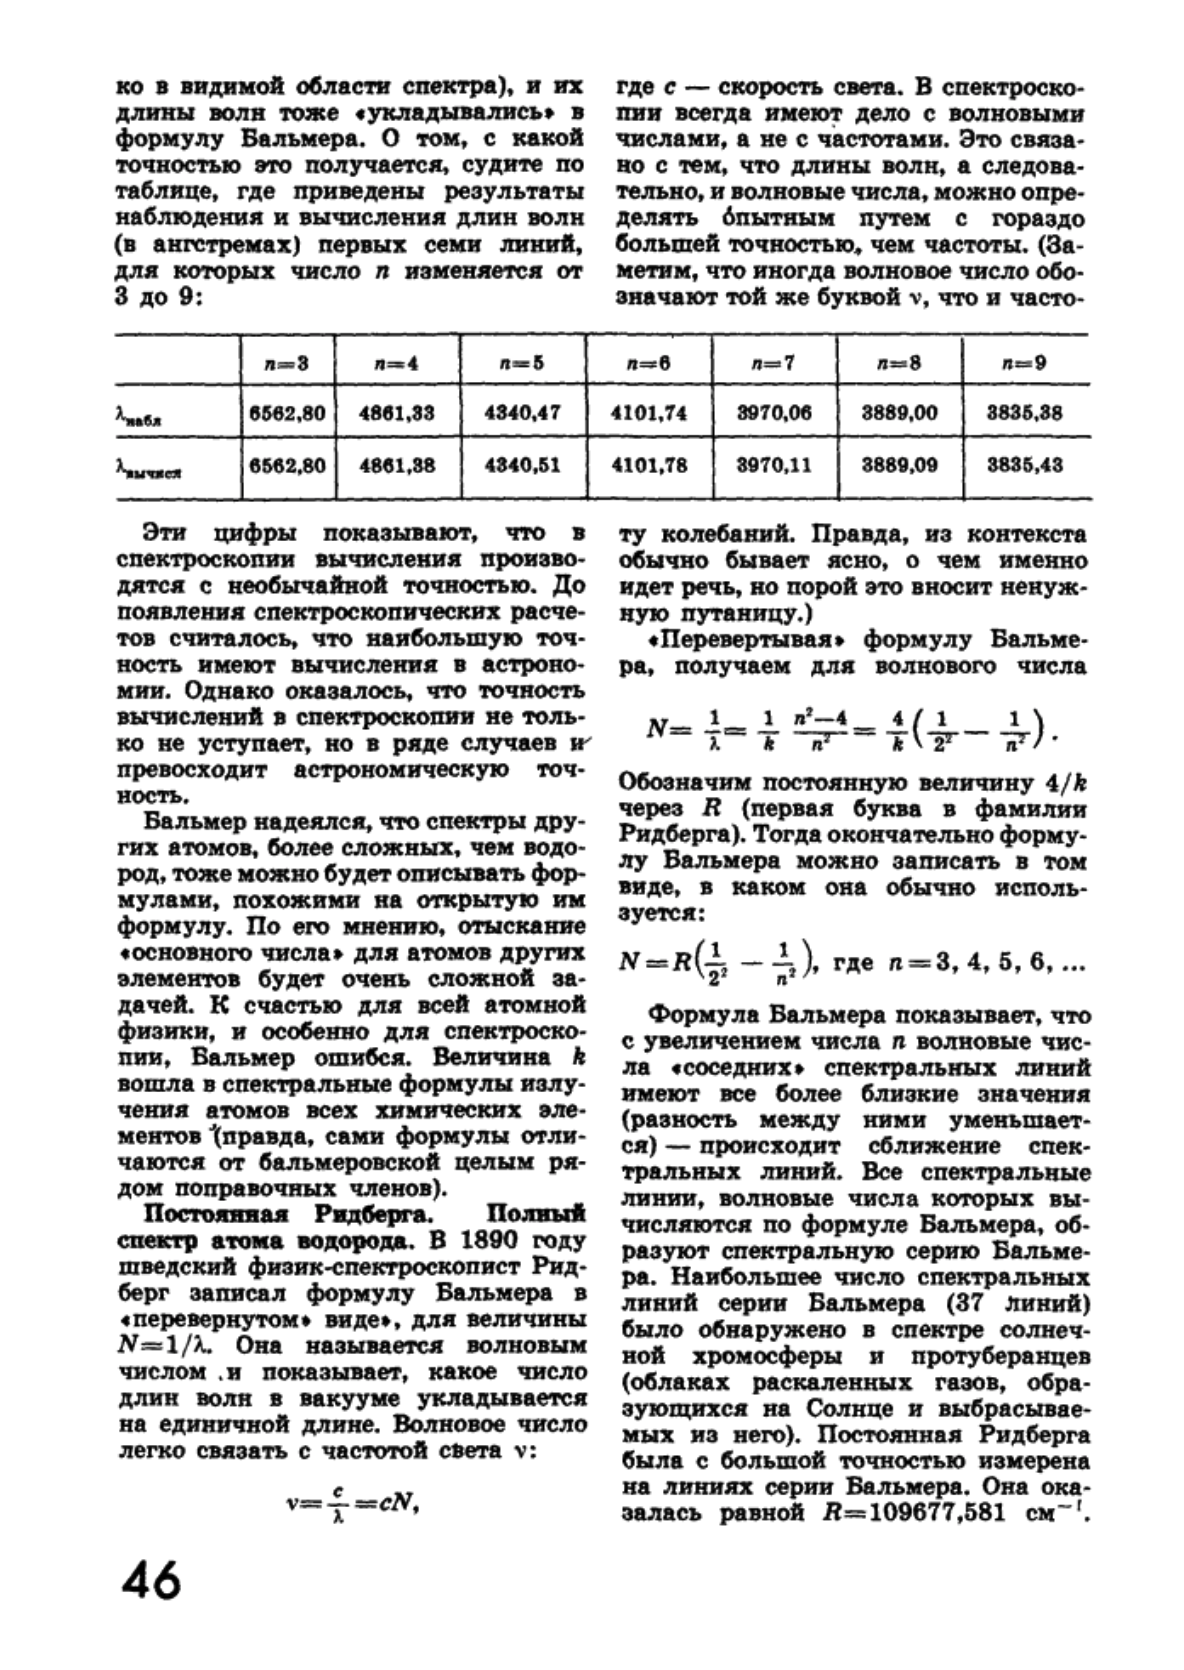 ко в видимой области спектра), и их
длины волн тоже «укладывались» в
формулу Бальмера. О том, с какой
точностью это получается, судите по
таблице, где приведены результаты
наблюдения и вычисления длин волн
(в ангстремах) первых семи линий,
для которых число n изменяется от
3 до 9:
где c — скорость света. В спектроско-
пии всегда имеют дело с волновыми
числами, а не с частотами. Это связа-
но с тем, что длины волн, а следова-
тельно, и волновые числа, можно опре-
делять опытным путем с гораздо
большей точностью, чем частоты. (За-
метим, что иногда волновое число обо-
значают той же буквой ν, что и часто-
n=3 n=4 n=5 n=6 n=7 n=8 n=9
λнабл 6562,80 4861,33 4340,47 4101,74 3970,06 3889,00 3835,38
λвычисл 6562,80 4861,38 4340,51 4101,78 3970,11 3889,09 3835,43
Эти цифры показывают, что в
спектроскопии вычисления произво-
дятся с необычайной точностью. До
появления спектроскопических расче-
тов считалось, что наибольшую точ-
ность имеют вычисления в астроно-
мии. Однако оказалось, что точность
вычислений в спектроскопии не толь-
ко не уступает, но в ряде случаев и
превосходит астрономическую точ-
ность.
Бальмер надеялся, что спектры дру-
гих атомов, более сложных, чем водо-
род, тоже можно будет описывать фор-
мулами, похожими на открытую им
формулу. По его мнению, отыскание
«основного числа» для атомов других
элементов будет очень сложной за-
дачей. К счастью для всей атомной
физики, и особенно для спектроско-
пии, Бальмер ошибся. Величина k
вошла в спектральные формулы излу-
чения атомов всех химических эле-
ментов (правда, сами формулы отли-
чаются от бальмеровской целым ря-
дом поправочных членов).
Постоянная Ридберга. Полный
спектр атома водорода. В 1890 году
шведский физик-спектроскопист Рид-
берг записал формулу Бальмера в
«перевернутом» виде», для величины
N=1/λ. Она называется волновым
числом и показывает, какое число
длин волн в вакууме укладывается
на единичной длине. Волновое число
легко связать с частотой света ν:
ν= c/λ =cN,
ту колебаний. Правда, из контекста
обычно бывает ясно, о чем именно
идет речь, но порой это вносит ненуж-
ную путаницу.)
«Перевертывая» формулу Бальме-
ра, получаем для волнового числа
N= 1/λ = 1/k (n²—4)/n² = 4/k (1/2² — 1/n²).
Обозначим постоянную величину 4/k
через R (первая буква в фамилии
Ридберга). Тогда окончательно форму-
лу Бальмера можно записать в том
виде, в каком она обычно исполь-
зуется:
N=R(1/2² — 1/n²), где n=3, 4, 5, 6, ...
Формула Бальмера показывает, что
с увеличением числа n волновые чис-
ла «соседних» спектральных линий
имеют все более близкие значения
(разность между ними уменьшает-
ся) — происходит сближение спек-
тральных линий. Все спектральные
линии, волновые числа которых вы-
числяются по формуле Бальмера, об-
разуют спектральную серию Бальме-
ра. Наибольшее число спектральных
линий серии Бальмера (37 линий)
было обнаружено в спектре солнеч-
ной хромосферы и протуберанцев
(облаках раскаленных газов, обра-
зующихся на Солнце и выбрасывае-
мых из него). Постоянная Ридберга
была с большой точностью измерена
на линиях серии Бальмера. Она ока-
залась равной R=109677,581 см⁻¹.
46